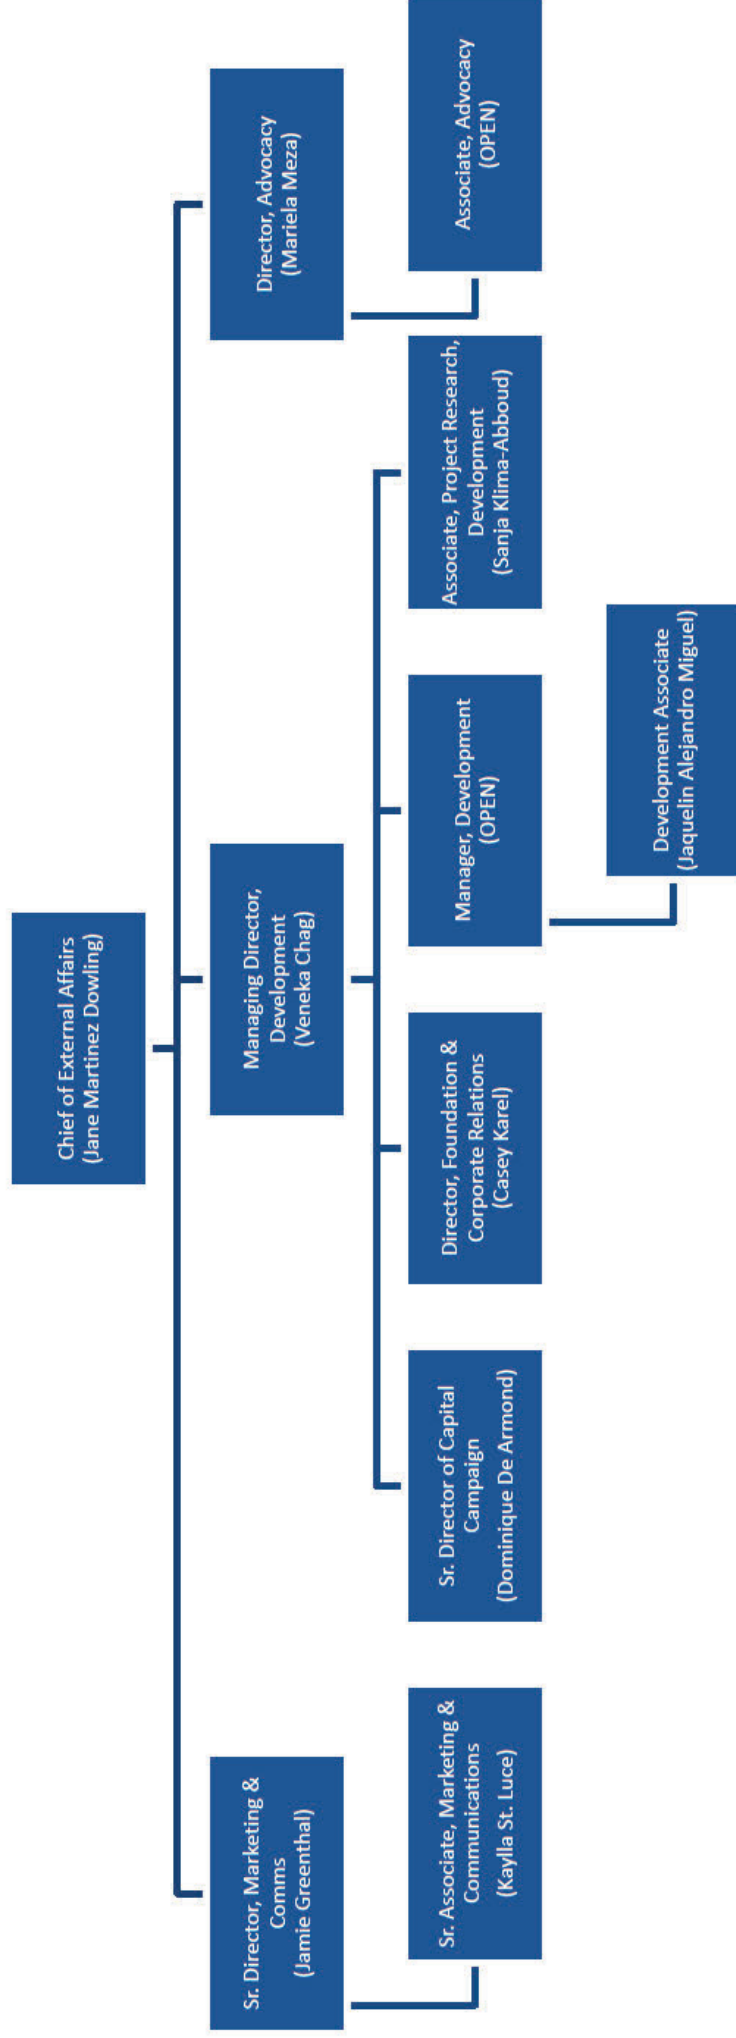 Chief of External Affairs
(Jane Martinez Dowling)
Sr. Director, Marketing &
Comms
(Jamie Greenthal)
Managing Director,
Development
(Veneka Chag)
Director, Advocacy
(Mariela Meza)
Sr. Associate, Marketing &
Communications
(Kaylla St. Luce)
Sr. Director of Capital
Campaign
(Dominique De Armond)
Director, Foundation &
Corporate Relations
(Casey Karel)
Manager, Development
(OPEN)
Associate, Project Research,
Development
(Sanja Klima-Abboud)
Associate, Advocacy
(OPEN)
Development Associate
(Jaquelin Alejandro Miguel)